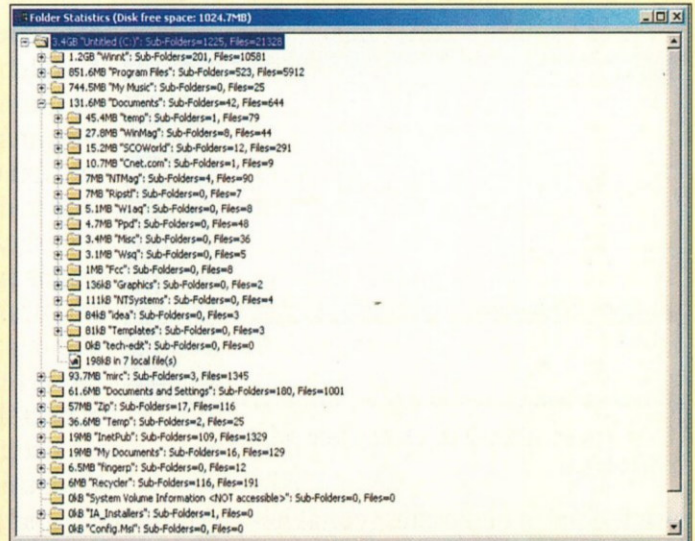 Folder Statistics (Disk free space: 1024.7MB)
3.4GB "Untitled (C:)": Sub-Folders=1225, Files=21328
1.2GB "Winnt": Sub-Folders=201, Files=10581
851.6MB "Program Files": Sub-Folders=523, Files=5912
744.5MB "My Music": Sub-Folders=0, Files=25
131.6MB "Documents": Sub-Folders=42, Files=644
45.4MB "temp": Sub-Folders=1, Files=79
27.8MB "WinMag": Sub-Folders=8, Files=44
15.2MB "SCOWorld": Sub-Folders=12, Files=291
10.7MB "Cnet.com": Sub-Folders=1, Files=9
7MB "NTMag": Sub-Folders=4, Files=90
7MB "Ripstl": Sub-Folders=0, Files=7
5.1MB "W1aq": Sub-Folders=0, Files=8
4.7MB "Ppd": Sub-Folders=0, Files=48
3.4MB "Misc": Sub-Folders=0, Files=36
3.1MB "Wsq": Sub-Folders=0, Files=5
1MB "Fcc": Sub-Folders=0, Files=8
136kB "Graphics": Sub-Folders=0, Files=2
111kB "NTSystems": Sub-Folders=0, Files=4
84kB "idea": Sub-Folders=0, Files=3
81kB "Templates": Sub-Folders=0, Files=3
0kB "tech-edit": Sub-Folders=0, Files=0
198kB in 7 local file(s)
93.7MB "mirc": Sub-Folders=3, Files=1345
61.6MB "Documents and Settings": Sub-Folders=180, Files=1001
57MB "Zip": Sub-Folders=17, Files=116
36.6MB "Temp": Sub-Folders=2, Files=25
19MB "InetPub": Sub-Folders=109, Files=1329
19MB "My Documents": Sub-Folders=16, Files=129
6.5MB "fingerp": Sub-Folders=0, Files=12
6MB "Recycler": Sub-Folders=116, Files=191
0kB "System Volume Information <NOT accessible>": Sub-Folders=0, Files=0
0kB "IA_Installers": Sub-Folders=1, Files=0
0kB "Config.Msi": Sub-Folders=0, Files=0